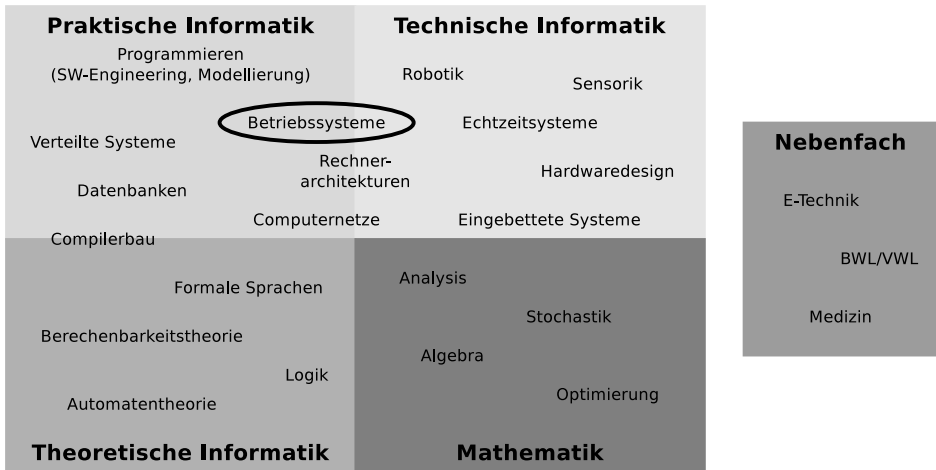 Praktische Informatik
Programmieren
(SW-Engineering, Modellierung)
Betriebssysteme
Verteilte Systeme
Rechner-
architekturen
Datenbanken
Computernetze
Compilerbau
Technische Informatik
Robotik
Sensorik
Echtzeitsysteme
Hardwaredesign
Eingebettete Systeme
Formale Sprachen
Berechenbarkeitstheorie
Logik
Automatentheorie
Theoretische Informatik
Analysis
Stochastik
Algebra
Optimierung
Mathematik
Nebenfach
E-Technik
BWL/VWL
Medizin